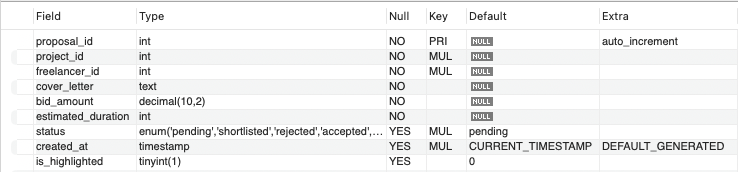 Field Type Null Key Default Extra
proposal_id int NO PRI NULL auto_increment
project_id int NO MUL NULL
freelancer_id int NO MUL NULL
cover_letter text NO NULL
bid_amount decimal(10,2) NO NULL
estimated_duration int NO NULL
status enum('pending','shortlisted','rejected','accepted',... YES MUL pending
created_at timestamp YES MUL CURRENT_TIMESTAMP DEFAULT_GENERATED
is_highlighted tinyint(1) YES 0